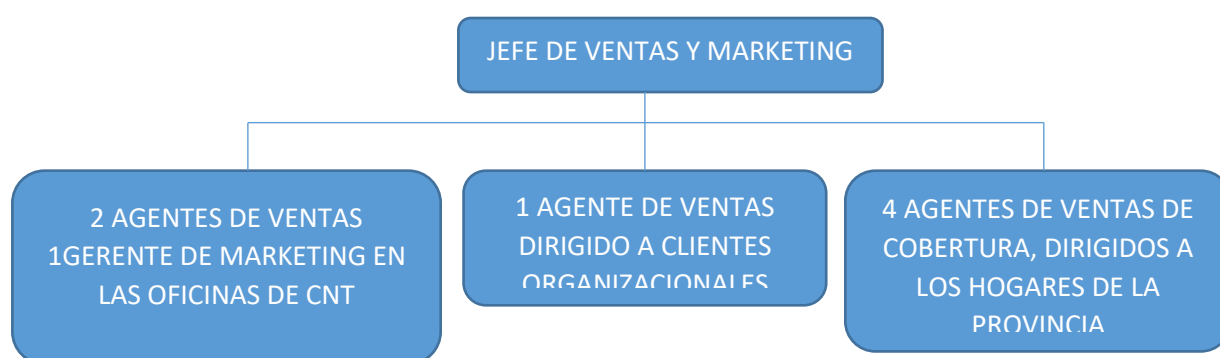 JEFE DE VENTAS Y MARKETING
2 AGENTES DE VENTAS
1GERENTE DE MARKETING EN
LAS OFICINAS DE CNT
1 AGENTE DE VENTAS
DIRIGIDO A CLIENTES
ORGANIZACIONALES
4 AGENTES DE VENTAS DE
COBERTURA, DIRIGIDOS A
LOS HOGARES DE LA
PROVINCIA